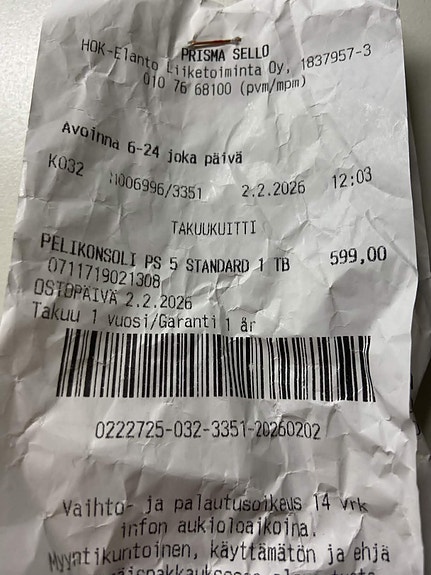 PRISMA SELLO
HOK-Elanto Liiketoiminta Oy, 1837957-3
010 76 68100 (pvm/mpm)
Avoinna 6-24 joka päivä
K032 M006996/3351 2.2.2026 12:03
TAKUUKUITTI
PELIKONSOLI PS 5 STANDARD 1 TB 599,00
0711719021308
OSTOPÄIVÄ 2.2.2026
Takuu 1 vuosi/Garanti 1 år
0222725-032-3351-20260202
Vaihto- ja palautusoikeus 14 vrk
infon aukioloaikoina.
Myyntikuntoinen, käyttämätön ja ehjä